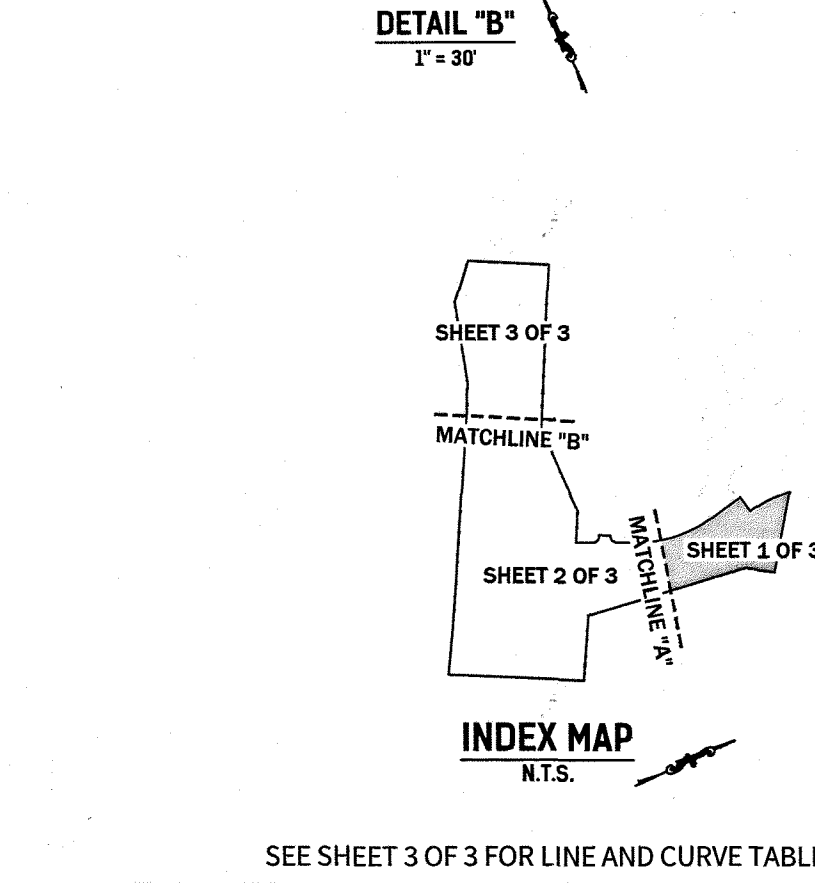 DETAIL "B"
1" = 30'
SHEET 3 OF 3
MATCHLINE "B"
MATCHLINE "A"
SHEET 1 OF 3
SHEET 2 OF 3
INDEX MAP
N.T.S.
SEE SHEET 3 OF 3 FOR LINE AND CURVE TABL